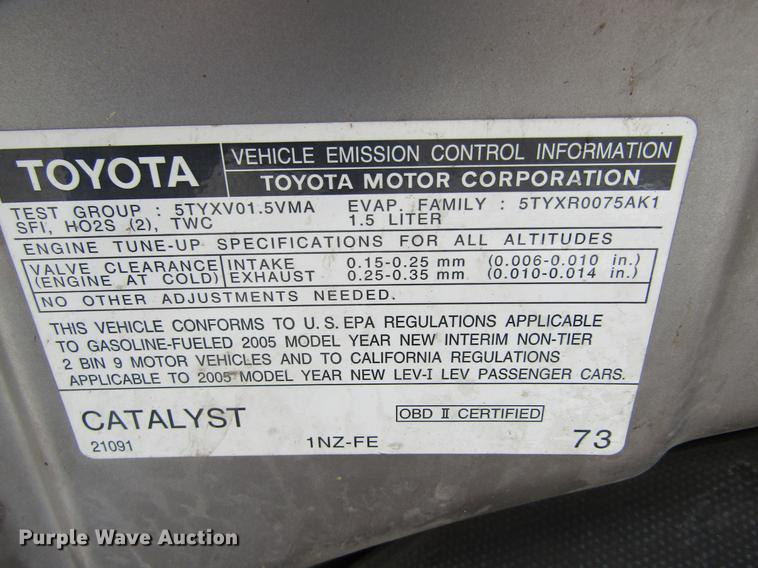 TOYOTA
VEHICLE EMISSION CONTROL INFORMATION
TOYOTA MOTOR CORPORATION
TEST GROUP : 5TYXV01.5VMA EVAP. FAMILY : 5TYXR0075AK1
SFI, HO2S (2), TWC 1.5 LITER
ENGINE TUNE-UP SPECIFICATIONS FOR ALL ALTITUDES
VALVE CLEARANCE INTAKE 0.15-0.25 mm (0.006-0.010 in.)
(ENGINE AT COLD) EXHAUST 0.25-0.35 mm (0.010-0.014 in.)
NO OTHER ADJUSTMENTS NEEDED.
THIS VEHICLE CONFORMS TO U.S. EPA REGULATIONS APPLICABLE
TO GASOLINE-FUELED 2005 MODEL YEAR NEW INTERIM NON-TIER
2 BIN 9 MOTOR VEHICLES AND TO CALIFORNIA REGULATIONS
APPLICABLE TO 2005 MODEL YEAR NEW LEV-I LEV PASSENGER CARS.
CATALYST OBD II CERTIFIED
21091 1NZ-FE 73
Purple Wave Auction